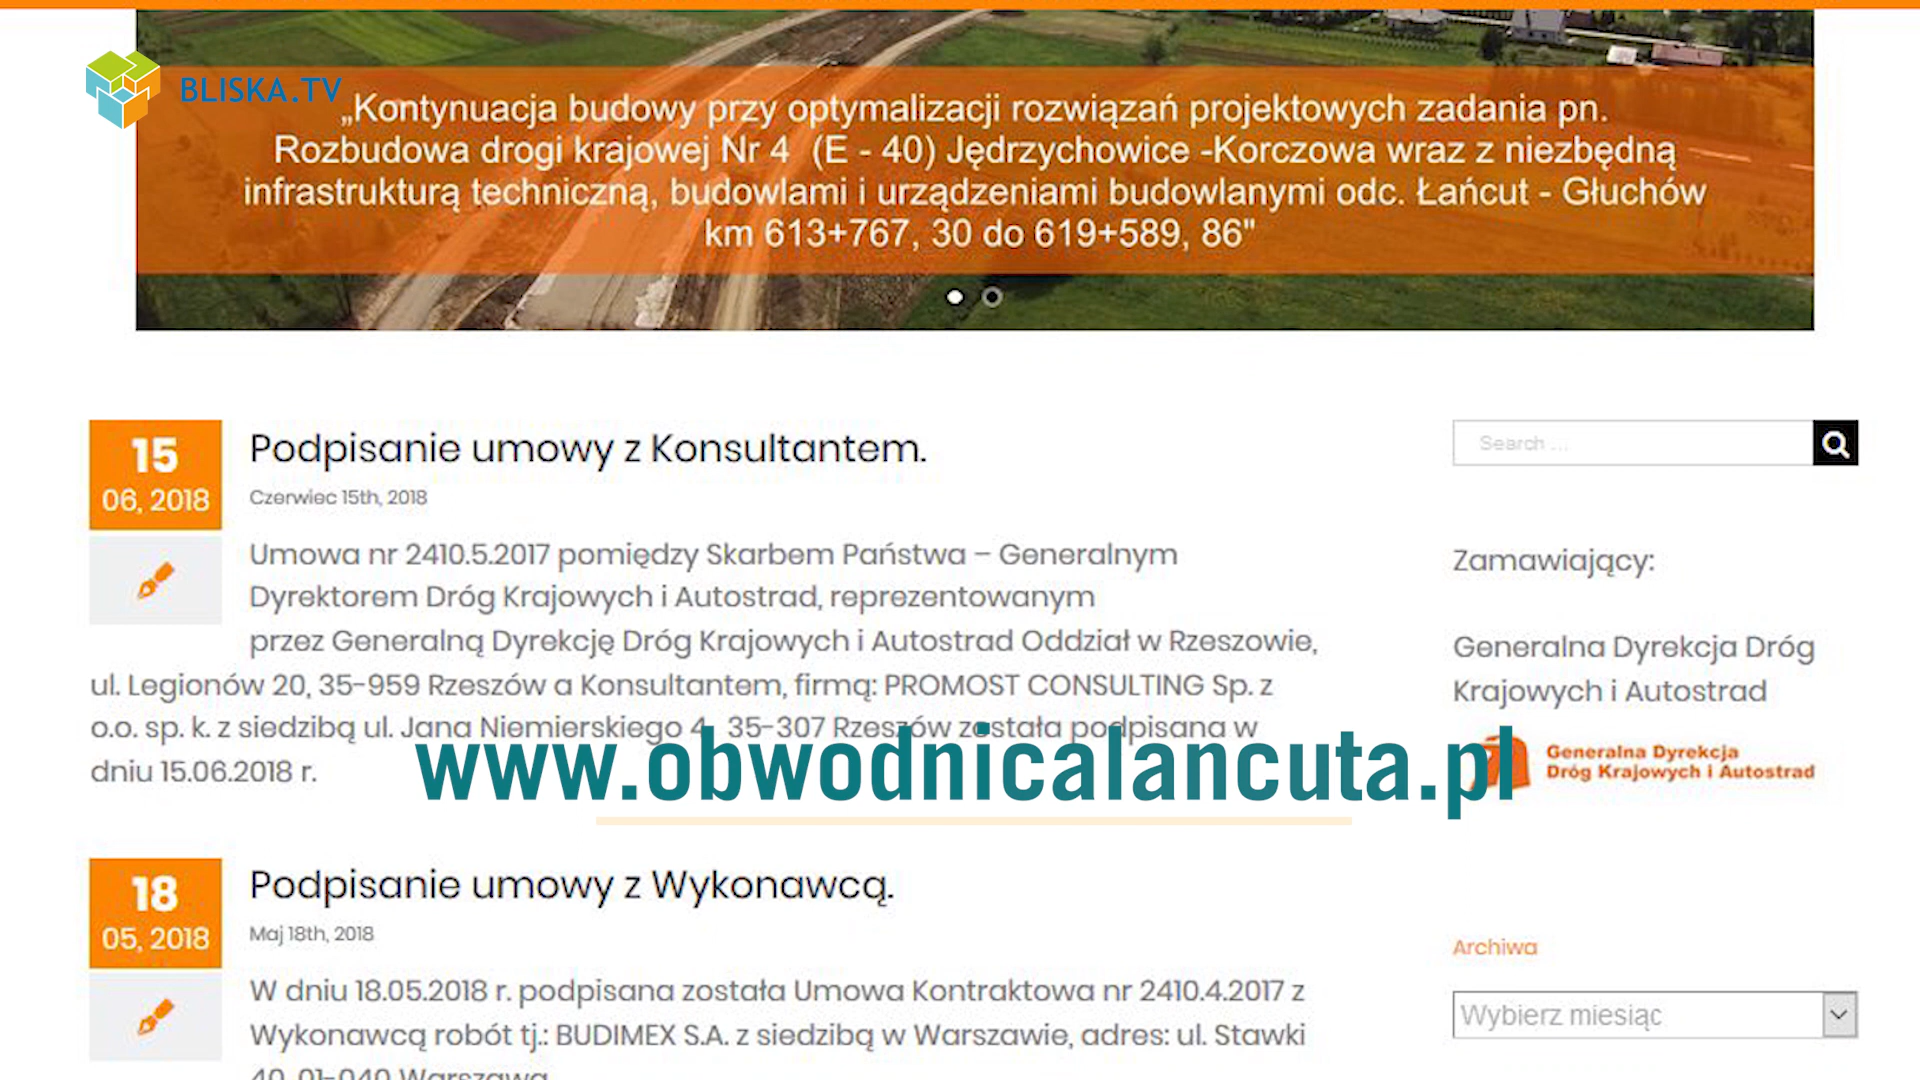 BLISKA.TV
„Kontynuacja budowy przy optymalizacji rozwiązań projektowych zadania pn.
Rozbudowa drogi krajowej Nr 4 (E - 40) Jędrzychowice -Korczowa wraz z niezbędną
infrastrukturą techniczną, budowlami i urządzeniami budowlanymi odc. Łańcut - Głuchów
km 613+767, 30 do 619+589, 86"
15
06, 2018
Podpisanie umowy z Konsultantem.
Czerwiec 15th, 2018
Umowa nr 2410.5.2017 pomiędzy Skarbem Państwa – Generalnym
Dyrektorem Dróg Krajowych i Autostrad, reprezentowanym
przez Generalną Dyrekcję Dróg Krajowych i Autostrad Oddział w Rzeszowie,
ul. Legionów 20, 35-959 Rzeszów a Konsultantem, firmą: PROMOST CONSULTING Sp. z
o.o. sp. k. z siedzibą ul. Jana Niemierskiego 4, 35-307 Rzeszów została podpisana w
dniu 15.06.2018 r.
www.obwodnicalancuta.pl
18
05, 2018
Podpisanie umowy z Wykonawcą.
Maj 18th, 2018
W dniu 18.05.2018 r. podpisana została Umowa Kontraktowa nr 2410.4.2017 z
Wykonawcą robót tj.: BUDIMEX S.A. z siedzibą w Warszawie, adres: ul. Stawki
40, 01-040 Warszawa
Search ...
Zamawiający:
Generalna Dyrekcja Dróg
Krajowych i Autostrad
Generalna Dyrekcja
Dróg Krajowych i Autostrad
Archiwa
Wybierz miesiąc